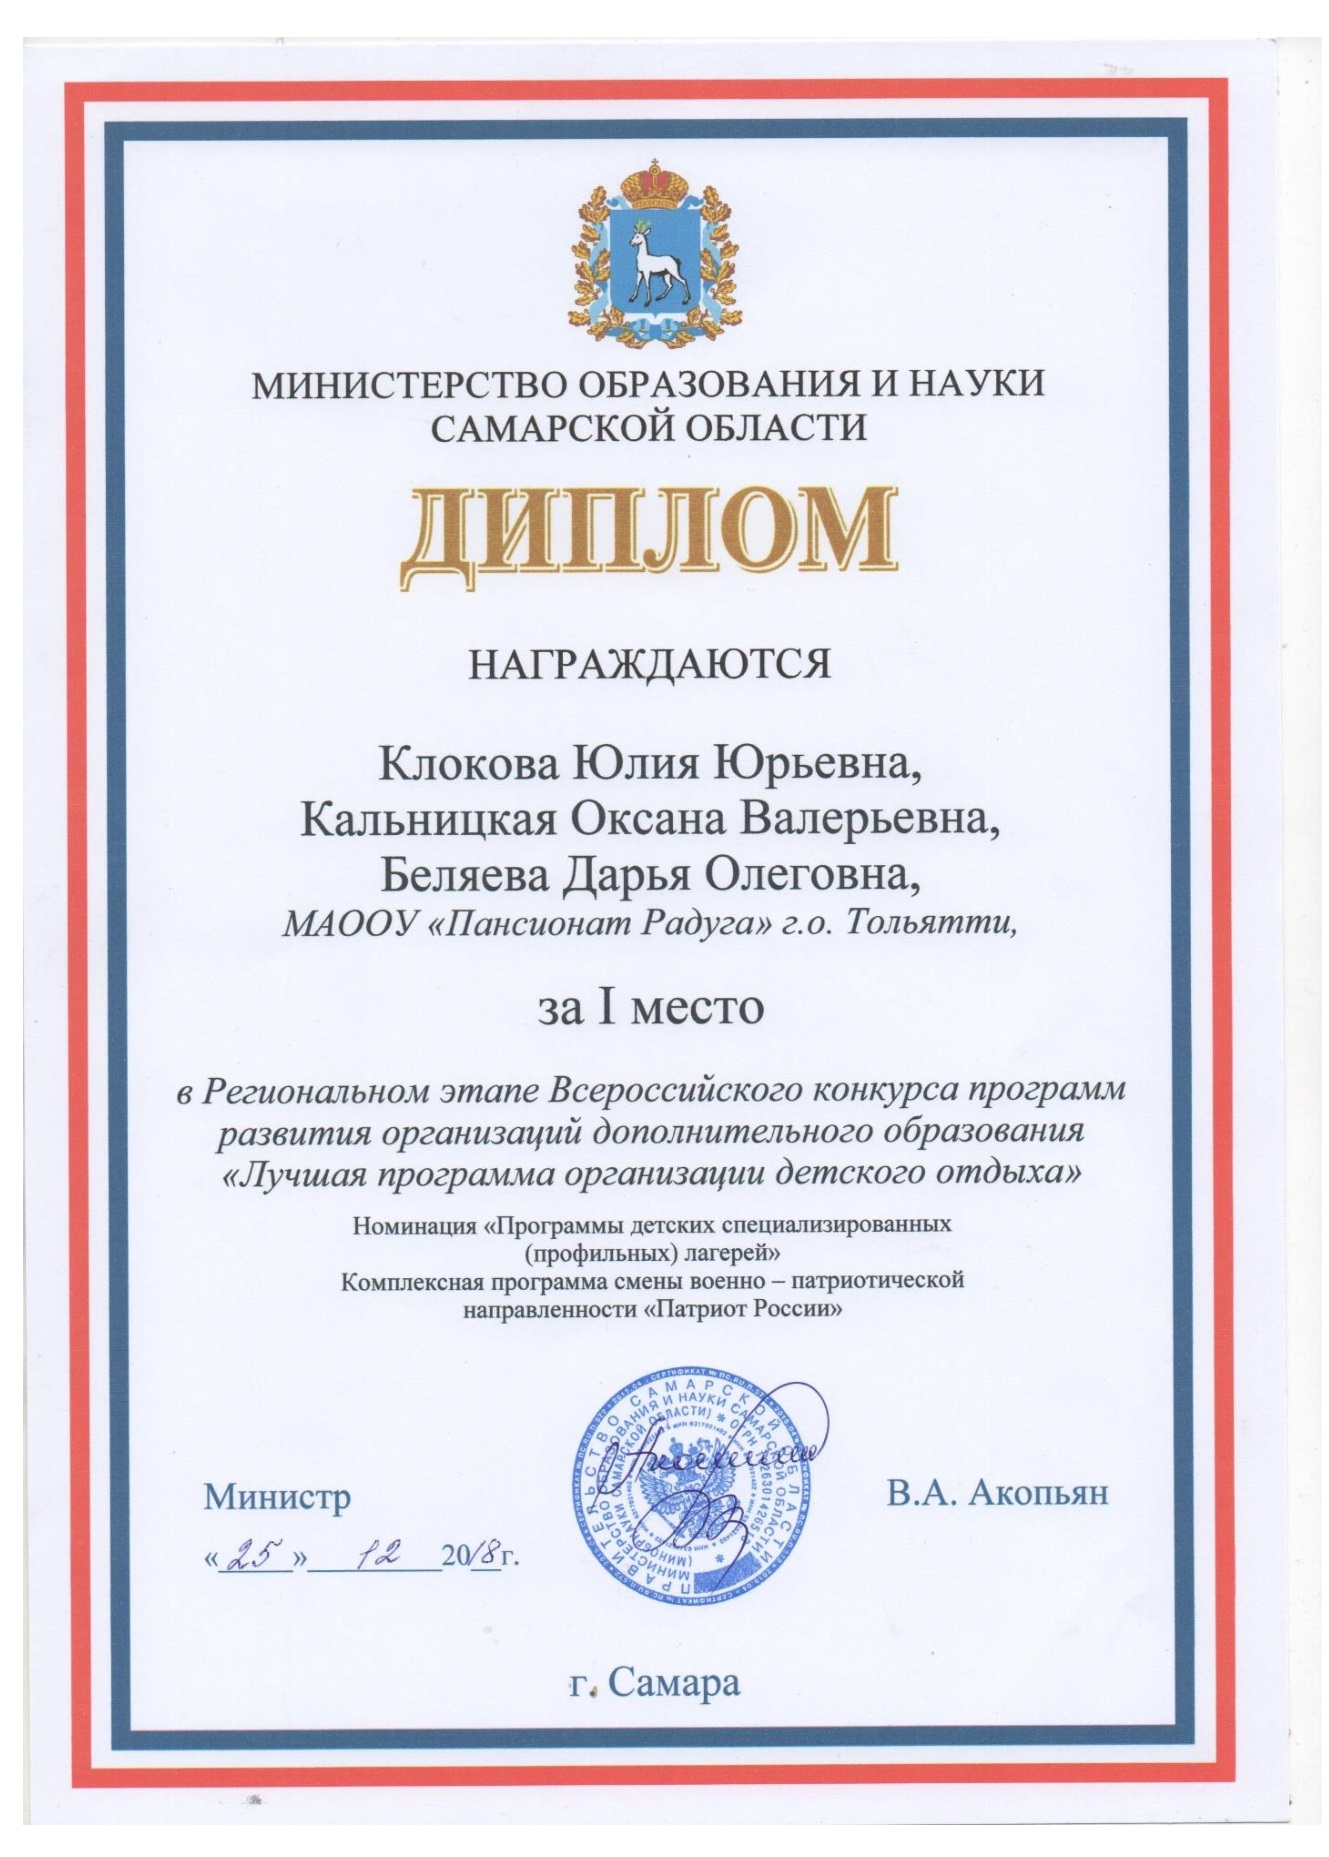 МИНИСТЕРСТВО ОБРАЗОВАНИЯ И НАУКИ
САМАРСКОЙ ОБЛАСТИ
ДИПЛОМ
НАГРАЖДАЮТСЯ
Клокова Юлия Юрьевна,
Кальницкая Оксана Валерьевна,
Беляева Дарья Олеговна,
МАООУ «Пансионат Радуга» г.о. Тольятти,
за I место
в Региональном этапе Всероссийского конкурса программ
развития организаций дополнительного образования
«Лучшая программа организации детского отдыха»
Номинация «Программы детских специализированных
(профильных) лагерей»
Комплексная программа смены военно – патриотической
направленности «Патриот России»
ПРАВИТЕЛЬСТВО САМАРСКОЙ ОБЛАСТИ
МИНИСТЕРСТВО ОБРАЗОВАНИЯ И НАУКИ САМАРСКОЙ ОБЛАСТИ
(МИНОБРНАУКИ САМАРСКОЙ ОБЛАСТИ)
Министр
В.А. Акопьян
«25» 12 2018г.
г. Самара